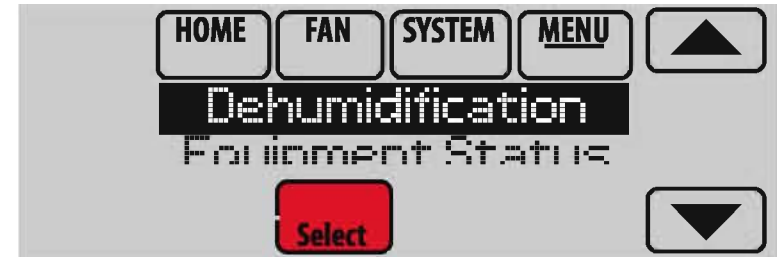 HOME FAN SYSTEM MENU
Dehumidification
Equipment Status
Select